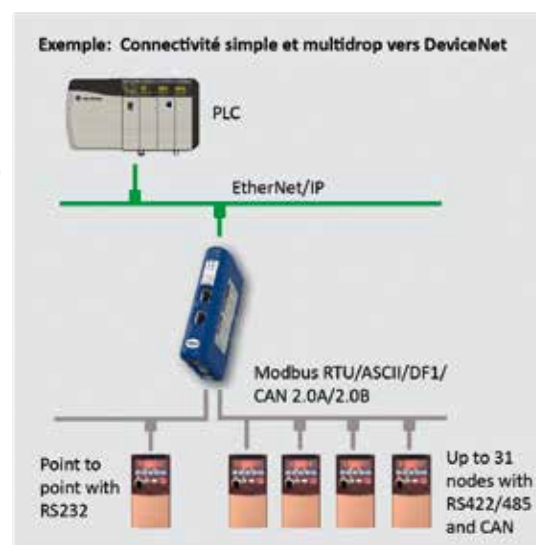 Exemple: Connectivité simple et multidrop vers DeviceNet
PLC
EtherNet/IP
Modbus RTU/ASCII/DF1/
CAN 2.0A/2.0B
Point to
point with
RS232
Up to 31
nodes with
RS422/485
and CAN